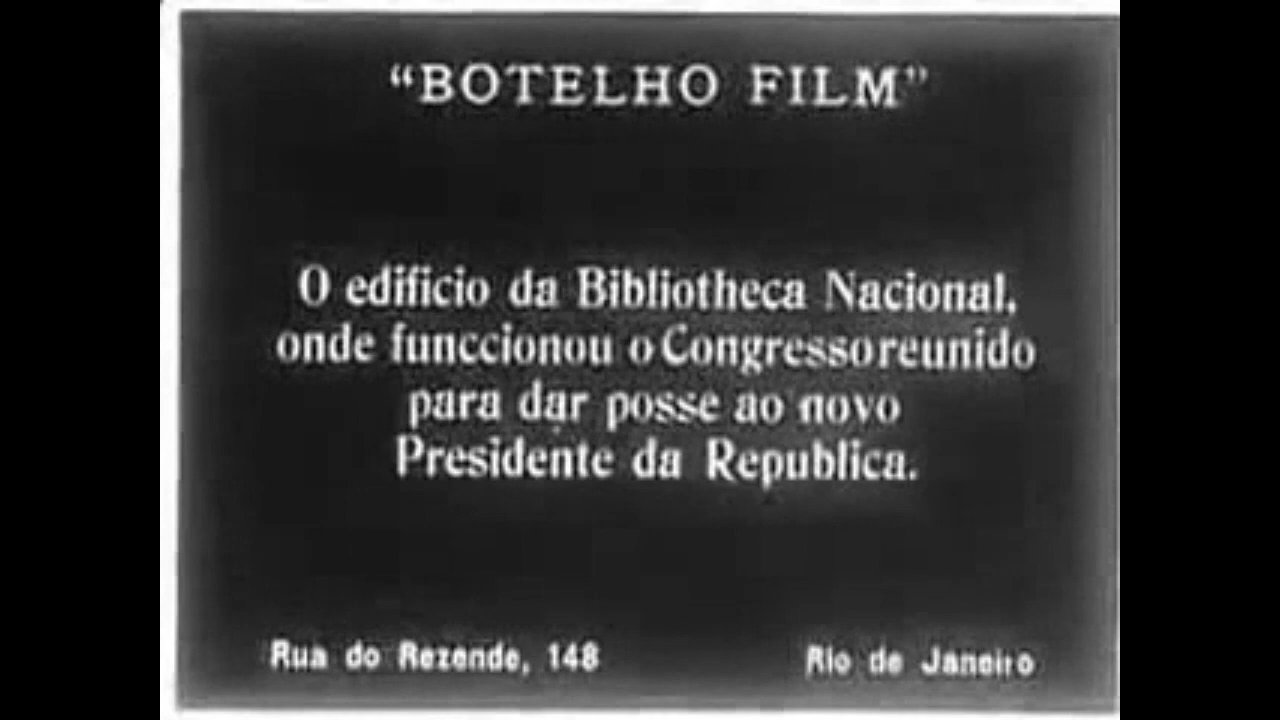 “BOTELHO FILM”
O edificio da Bibliotheca Nacional,
onde funccionou o Congresso reunido
para dar posse ao novo
Presidente da Republica.
Rua do Rezende, 148 Rio de Janeiro